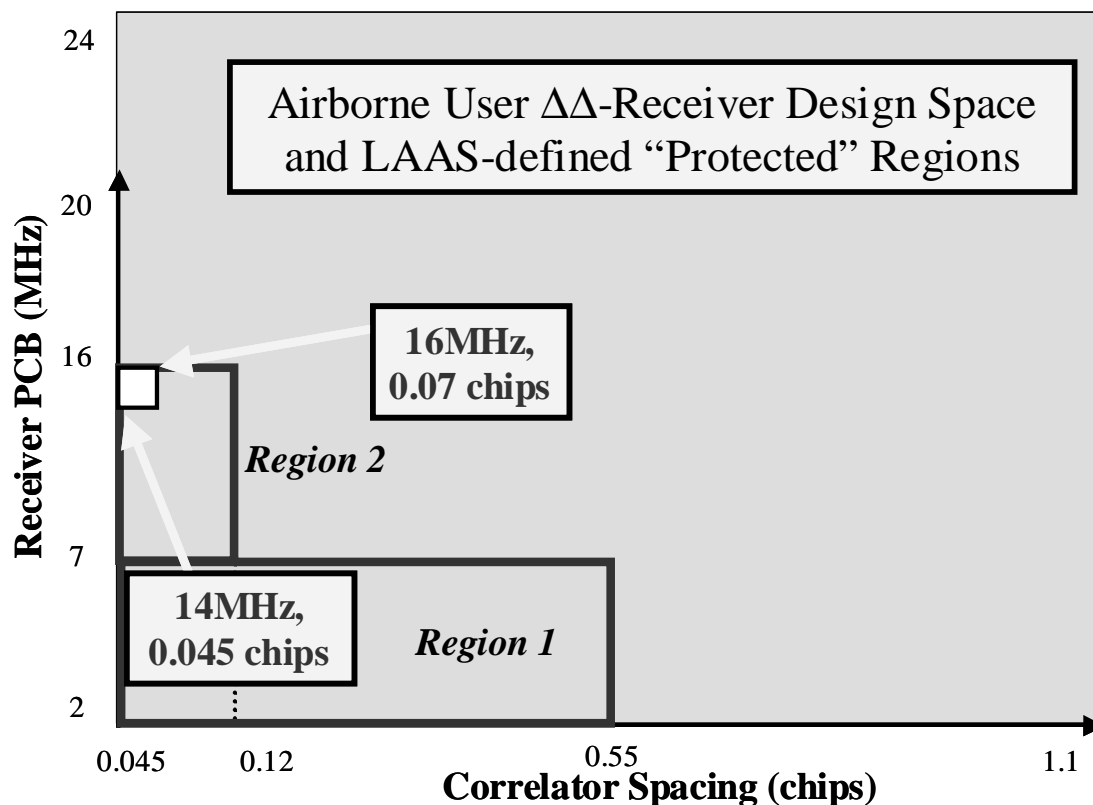 24
Airborne User ΔΔ-Receiver Design Space
and LAAS-defined “Protected” Regions
20
Receiver PCB (MHz)
16
16MHz,
0.07 chips
Region 2
7
14MHz,
0.045 chips
Region 1
2
0.045
0.12
0.55
1.1
Correlator Spacing (chips)